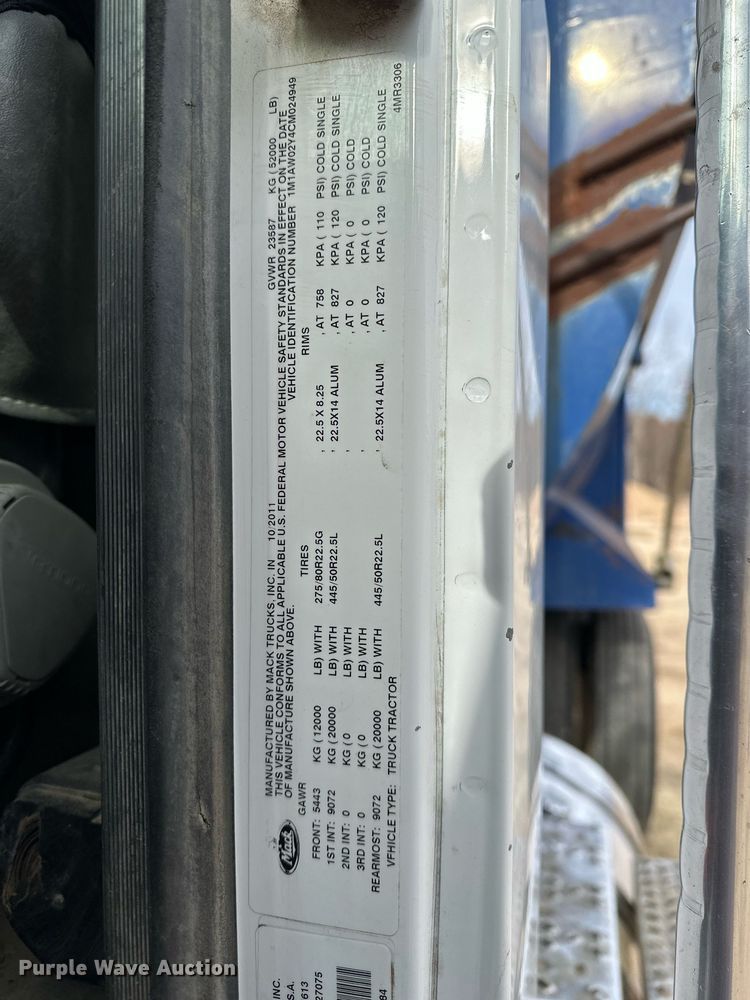 MANUFACTURED BY MACK TRUCKS, INC. IN 10/2011 GVWR 23587 KG (52000 LB)
THIS VEHICLE CONFORMS TO ALL APPLICABLE U.S. FEDERAL MOTOR VEHICLE SAFETY STANDARDS IN EFFECT ON THE DATE
OF MANUFACTURE SHOWN ABOVE. VEHICLE IDENTIFICATION NUMBER 1M1AW02Y4CM024949
Mack
GAWR TIRES RIMS
FRONT: 5443 KG (12000 LB) WITH 275/80R22.5G , 22.5 X 8.25 , AT 758 KPA ( 110 PSI) COLD SINGLE
1ST INT: 9072 KG (20000 LB) WITH 445/50R22.5L , 22.5X14 ALUM , AT 827 KPA ( 120 PSI) COLD SINGLE
2ND INT: 0 KG (0 LB) WITH , , AT 0 KPA ( 0 PSI) COLD
3RD INT: 0 KG (0 LB) WITH , , AT 0 KPA ( 0 PSI) COLD
REARMOST: 9072 KG (20000 LB) WITH 445/50R22.5L , 22.5X14 ALUM , AT 827 KPA ( 120 PSI) COLD SINGLE
VEHICLE TYPE: TRUCK TRACTOR 4MR3306
INC.
S.A.
613
27075
84
Purple Wave Auction